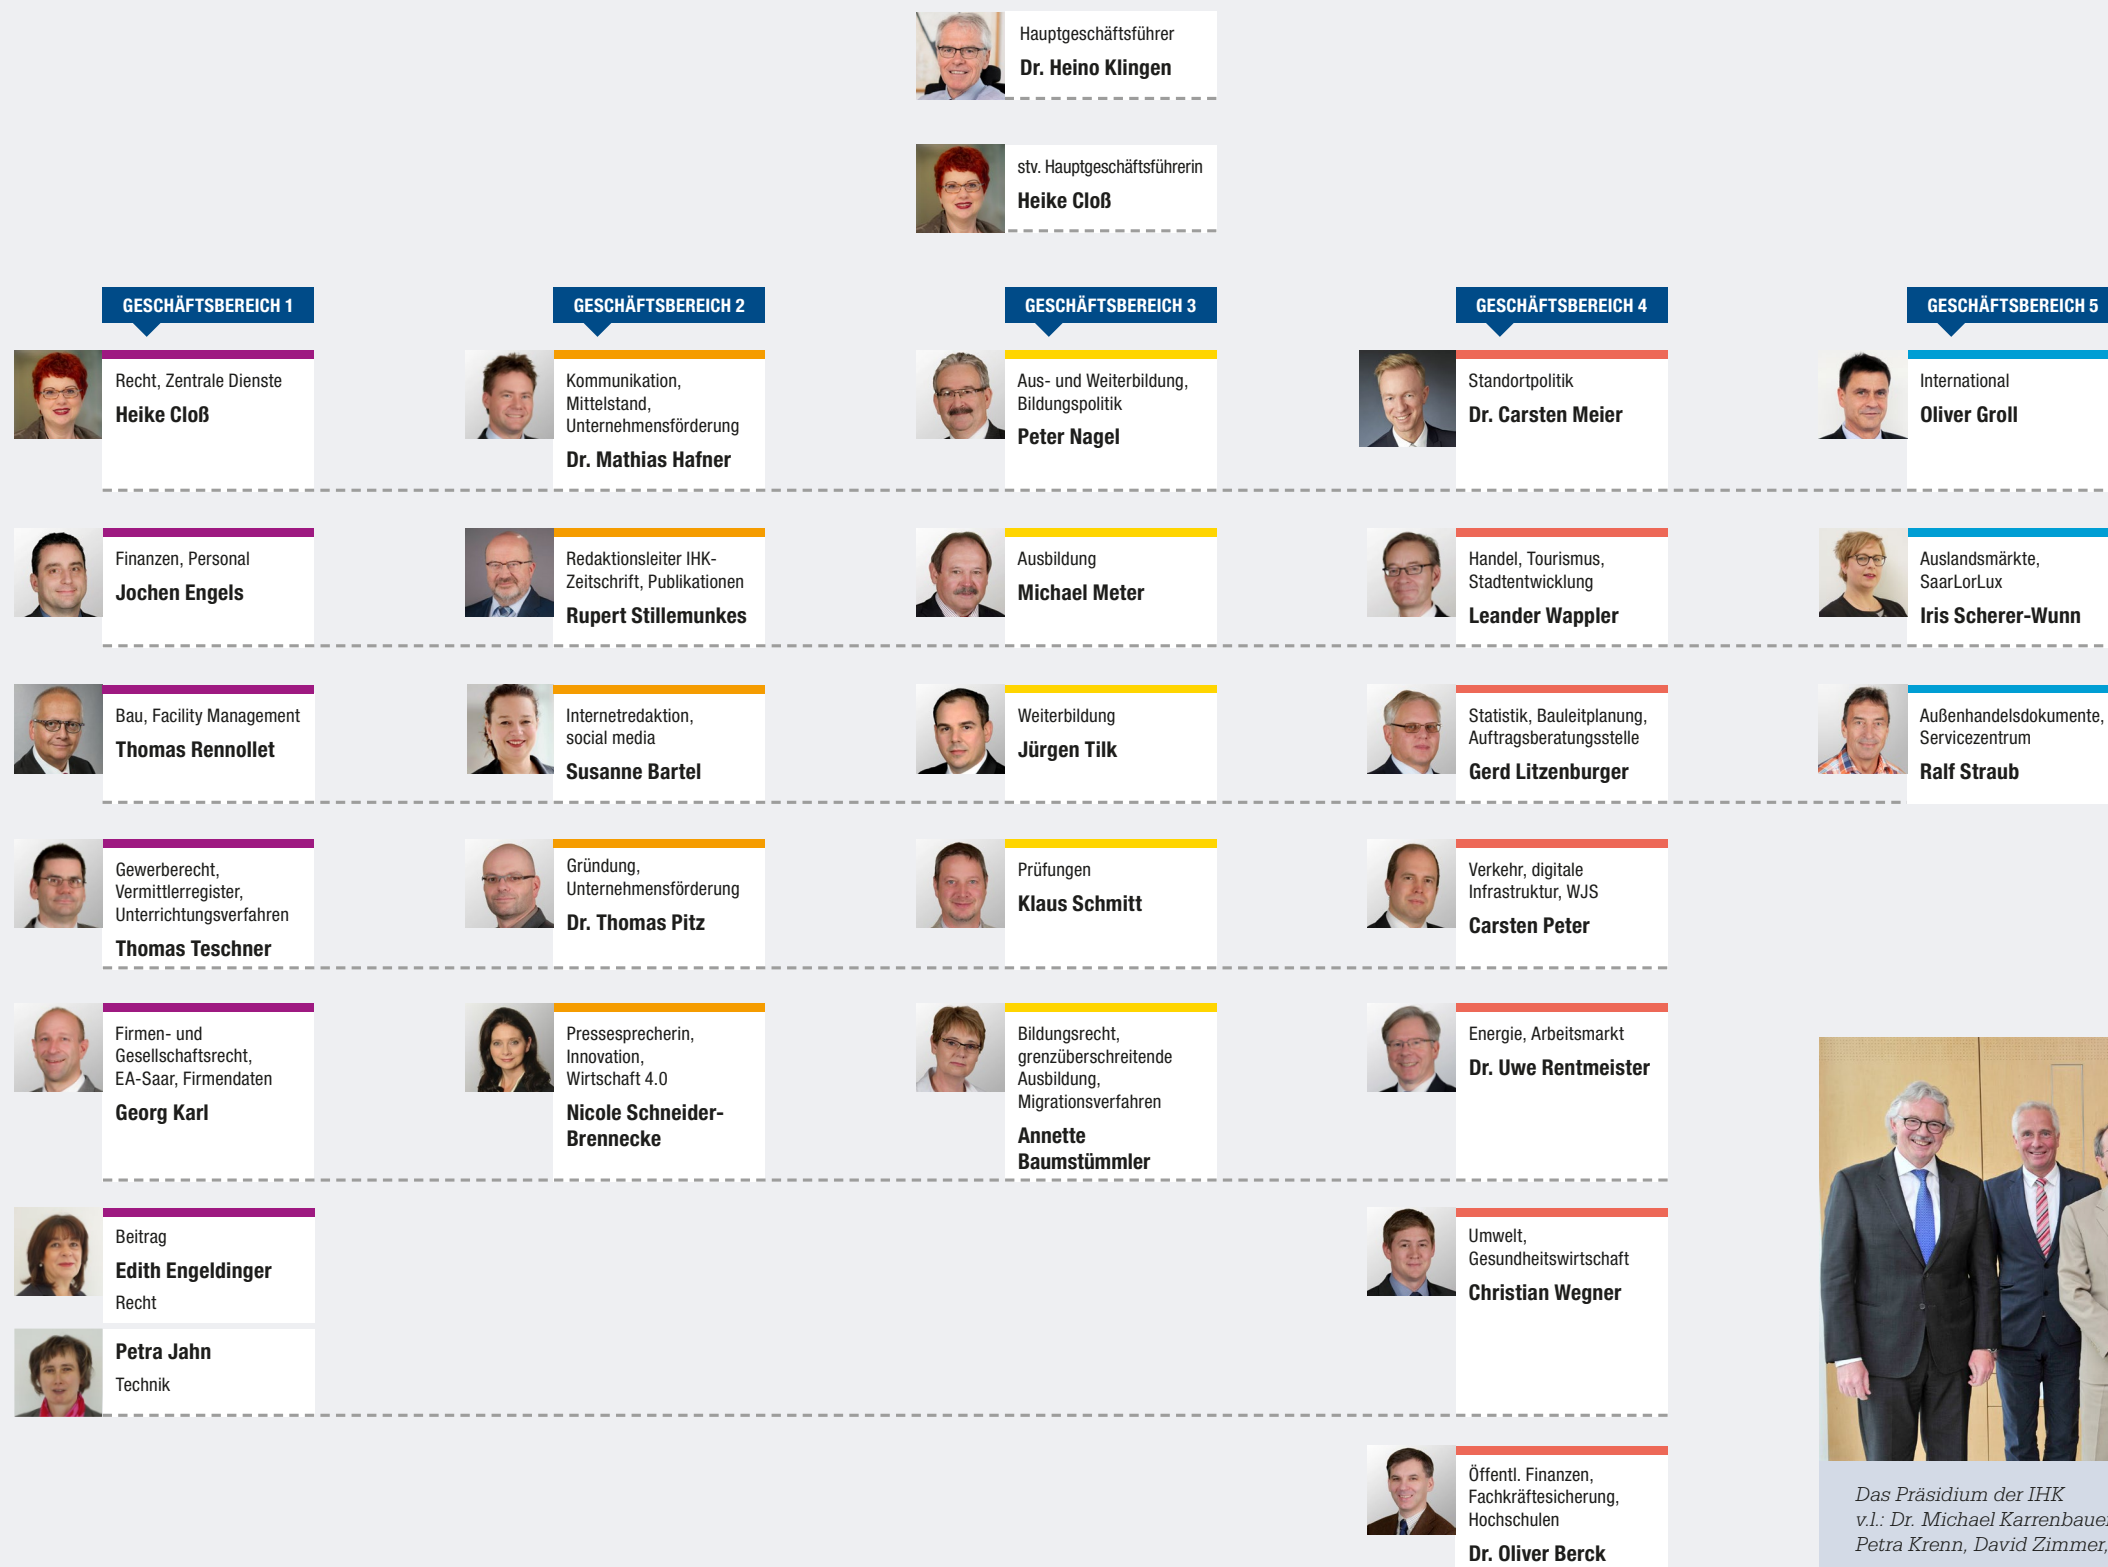 Hauptgeschäftsführer
Dr. Heino Klingen
stv. Hauptgeschäftsführerin
Heike Cloß
GESCHÄFTSBEREICH 1
Recht, Zentrale Dienste
Heike Cloß
Finanzen, Personal
Jochen Engels
Bau, Facility Management
Thomas Rennollet
Gewerberecht,
Vermittlerregister,
Unterrichtungsverfahren
Thomas Teschner
Firmen- und
Gesellschaftsrecht,
EA-Saar, Firmendaten
Georg Karl
Beitrag
Edith Engeldinger
Recht
Petra Jahn
Technik
GESCHÄFTSBEREICH 2
Kommunikation,
Mittelstand,
Unternehmensförderung
Dr. Mathias Hafner
Redaktionsleiter IHK-
Zeitschrift, Publikationen
Rupert Stillemunkes
Internetredaktion,
social media
Susanne Bartel
Gründung,
Unternehmensförderung
Dr. Thomas Pitz
Pressesprecherin,
Innovation,
Wirtschaft 4.0
Nicole Schneider-
Brennecke
GESCHÄFTSBEREICH 3
Aus- und Weiterbildung,
Bildungspolitik
Peter Nagel
Ausbildung
Michael Meter
Weiterbildung
Jürgen Tilk
Prüfungen
Klaus Schmitt
Bildungsrecht,
grenzüberschreitende
Ausbildung,
Migrationsverfahren
Annette
Baumstümmler
GESCHÄFTSBEREICH 4
Standortpolitik
Dr. Carsten Meier
Handel, Tourismus,
Stadtentwicklung
Leander Wappler
Statistik, Bauleitplanung,
Auftragsberatungsstelle
Gerd Litzenburger
Verkehr, digitale
Infrastruktur, WJS
Carsten Peter
Energie, Arbeitsmarkt
Dr. Uwe Rentmeister
Umwelt,
Gesundheitswirtschaft
Christian Wegner
Öffentl. Finanzen,
Fachkräftesicherung,
Hochschulen
Dr. Oliver Berck
GESCHÄFTSBEREICH 5
International
Oliver Groll
Auslandsmärkte,
SaarLorLux
Iris Scherer-Wunn
Außenhandelsdokumente,
Servicezentrum
Ralf Straub
Das Präsidium der IHK
v.l.: Dr. Michael Karrenbauer
Petra Krenn, David Zimmer,